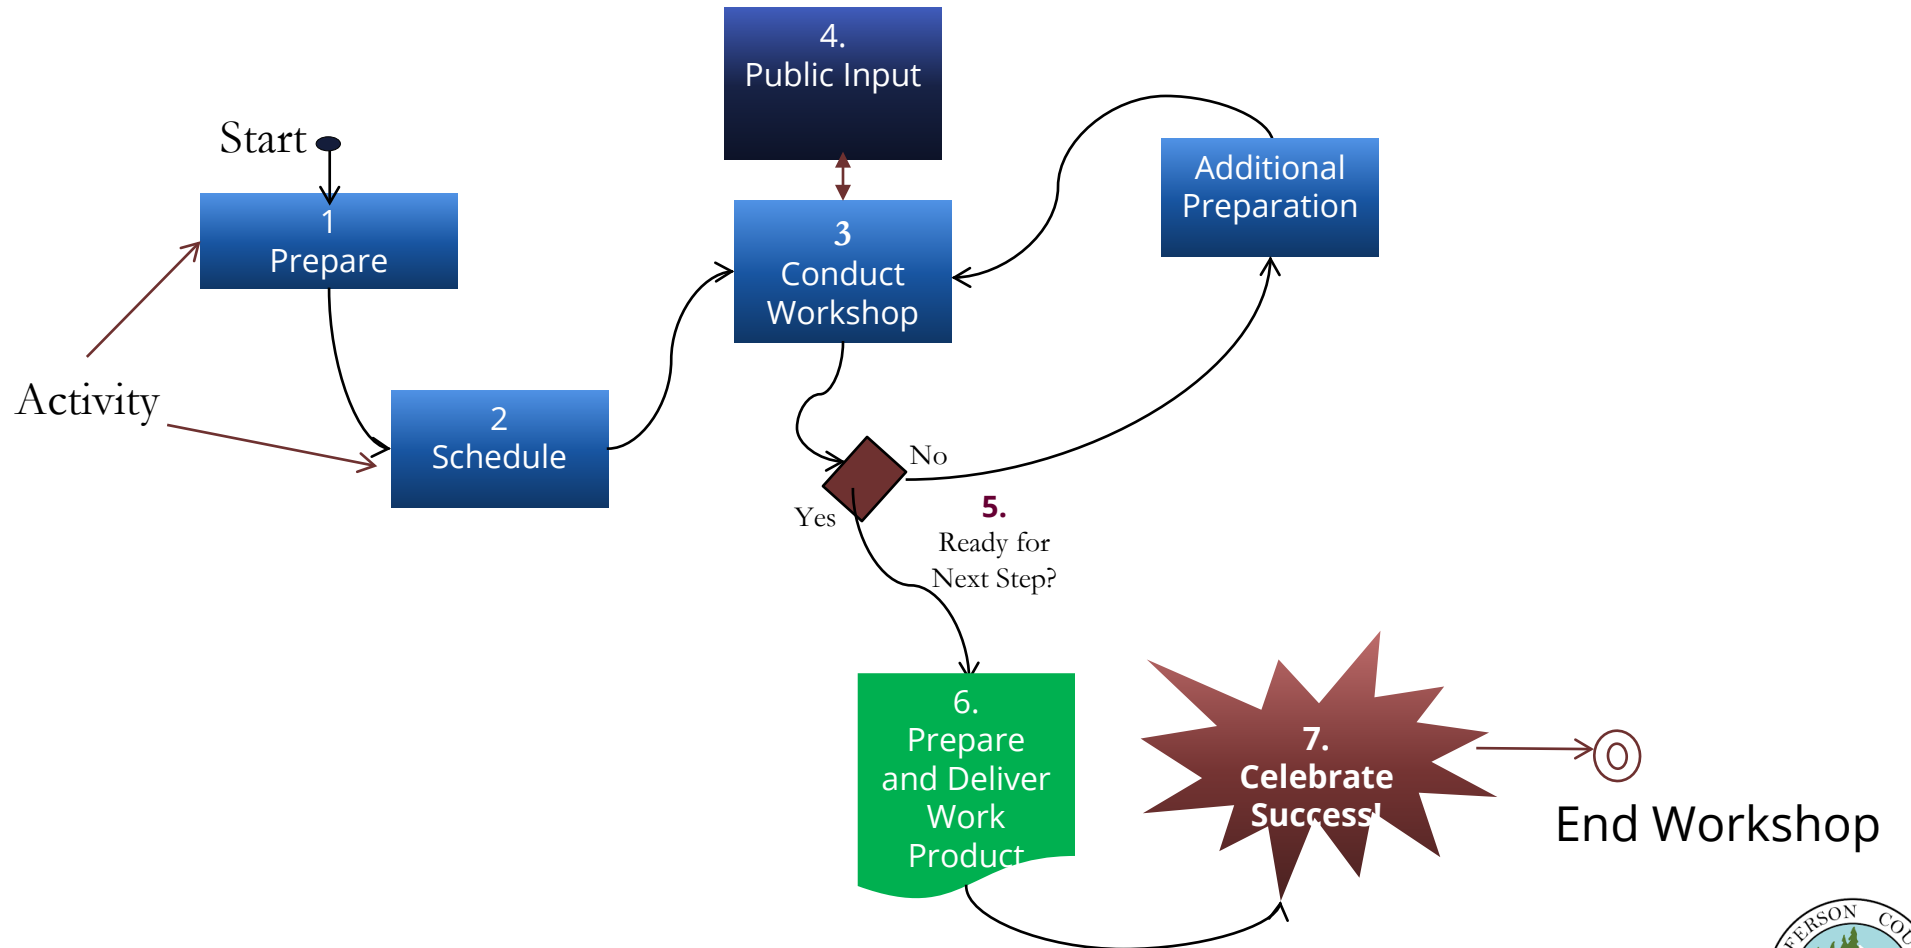 4.
Public Input
Start
1
Prepare
Additional
Preparation
3
Conduct
Workshop
Activity
2
Schedule
No
Yes
5.
Ready for
Next Step?
6.
Prepare
and Deliver
Work
Product
7.
Celebrate
Success!
End Workshop